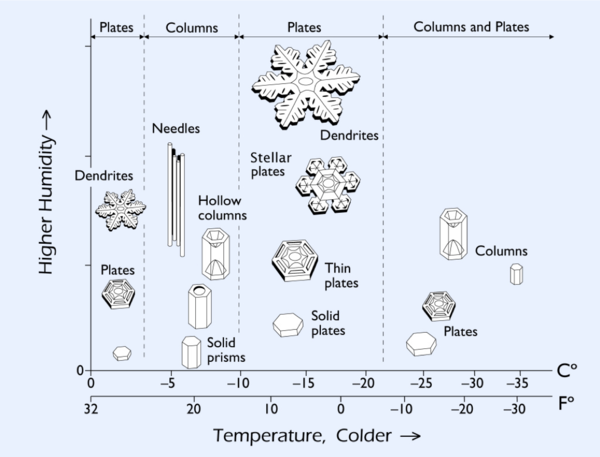 Plates
Columns
Plates
Columns and Plates
Needles
Dendrites
Stellar
plates
Dendrites
Hollow
columns
Columns
Plates
Thin
plates
Solid
plates
Plates
Solid
prisms
Higher Humidity →
0
0 −5 −10 −15 −20 −25 −30 −35 C°
32 20 10 0 −10 −20 −30 F°
Temperature, Colder →